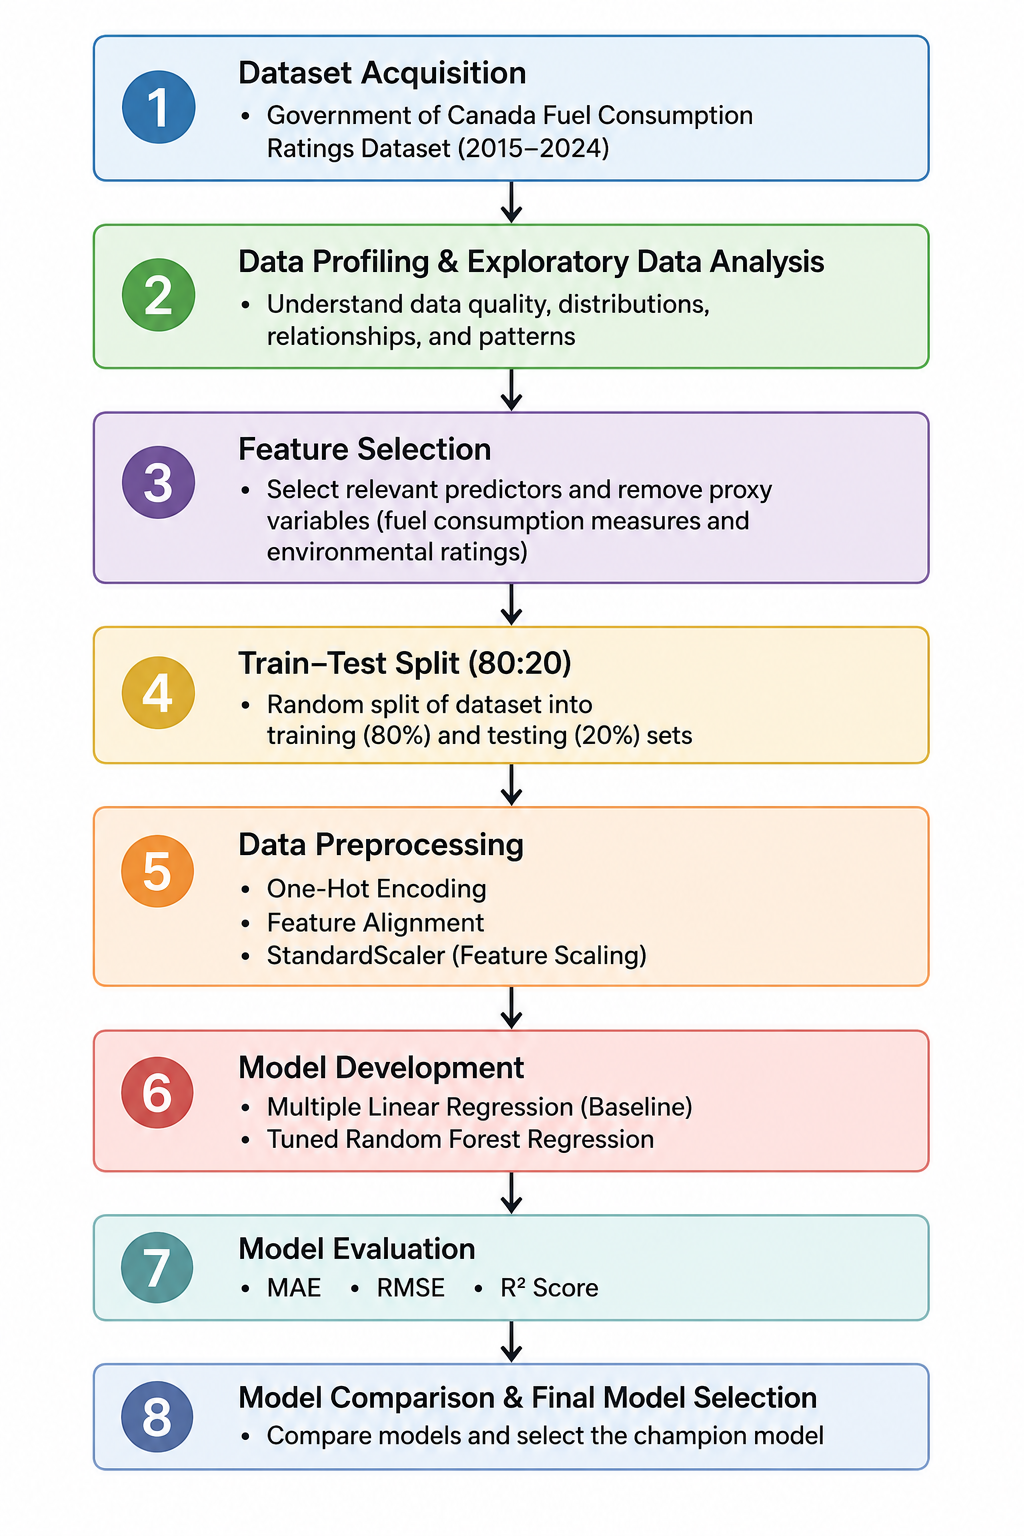 1
Dataset Acquisition
• Government of Canada Fuel Consumption
Ratings Dataset (2015–2024)
2
Data Profiling & Exploratory Data Analysis
• Understand data quality, distributions,
relationships, and patterns
3
Feature Selection
• Select relevant predictors and remove proxy
variables (fuel consumption measures and
environmental ratings)
4
Train–Test Split (80:20)
• Random split of dataset into
training (80%) and testing (20%) sets
5
Data Preprocessing
• One-Hot Encoding
• Feature Alignment
• StandardScaler (Feature Scaling)
6
Model Development
• Multiple Linear Regression (Baseline)
• Tuned Random Forest Regression
7
Model Evaluation
• MAE • RMSE • R² Score
8
Model Comparison & Final Model Selection
• Compare models and select the champion model